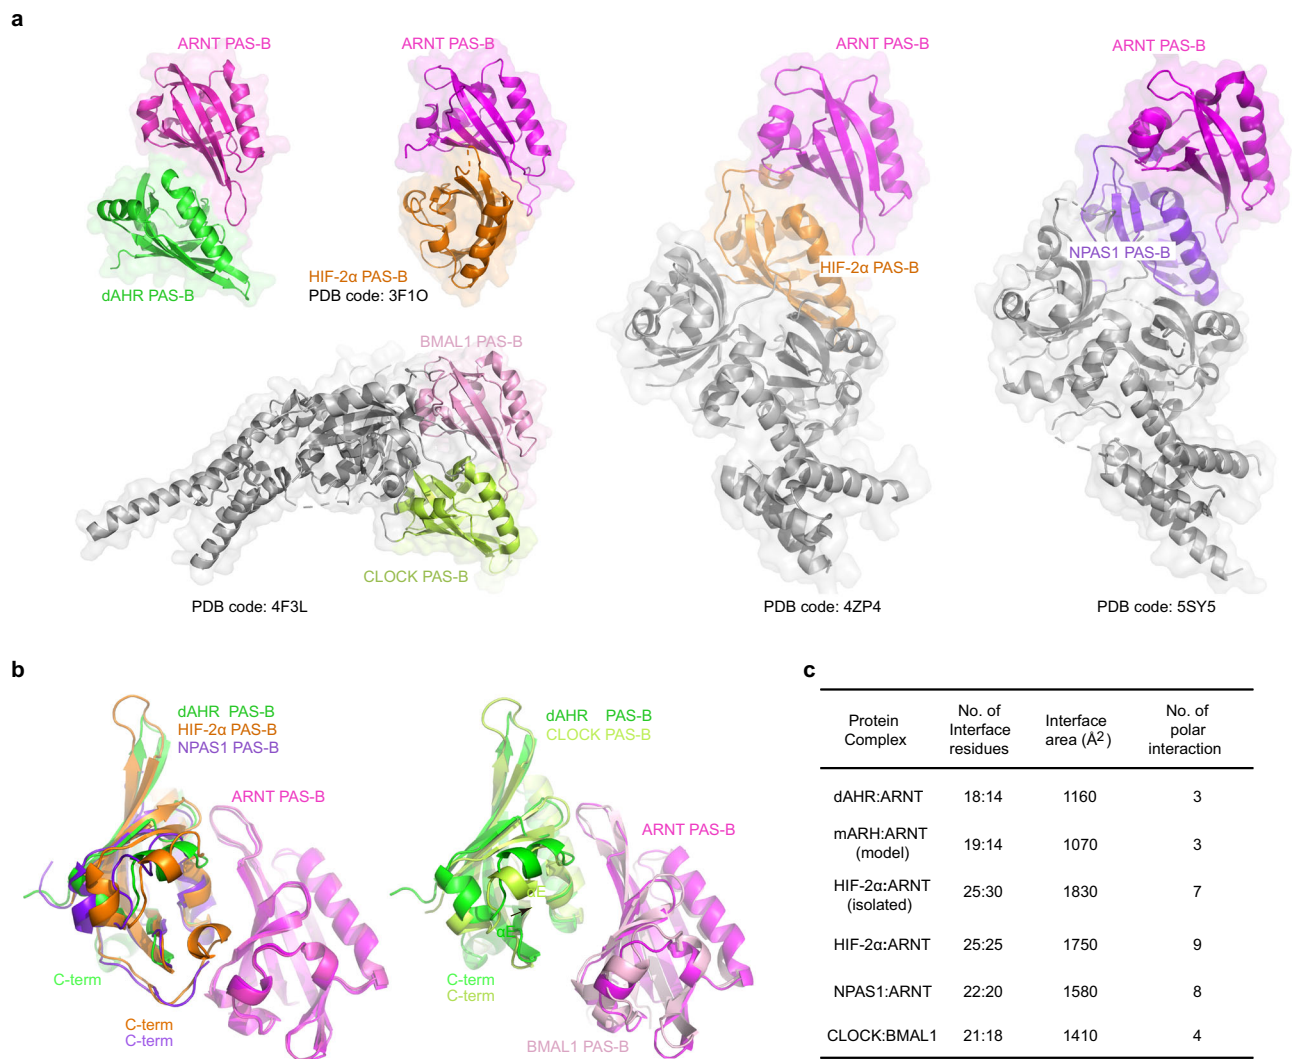 a
ARNT PAS-B
ARNT PAS-B
ARNT PAS-B
ARNT PAS-B
dAHR PAS-B
HIF-2α PAS-B
PDB code: 3F1O
HIF-2α PAS-B
NPAS1 PAS-B
BMAL1 PAS-B
CLOCK PAS-B
PDB code: 4F3L
PDB code: 4ZP4
PDB code: 5SY5
b
dAHR PAS-B
HIF-2α PAS-B
NPAS1 PAS-B
ARNT PAS-B
C-term
C-term
C-term
dAHR PAS-B
CLOCK PAS-B
ARNT PAS-B
αE
αE
C-term
C-term
BMAL1 PAS-B
c
Protein Complex
No. of Interface residues
Interface area (Å²)
No. of polar interaction
dAHR:ARNT 18:14 1160 3
mARH:ARNT (model) 19:14 1070 3
HIF-2α:ARNT (isolated) 25:30 1830 7
HIF-2α:ARNT 25:25 1750 9
NPAS1:ARNT 22:20 1580 8
CLOCK:BMAL1 21:18 1410 4